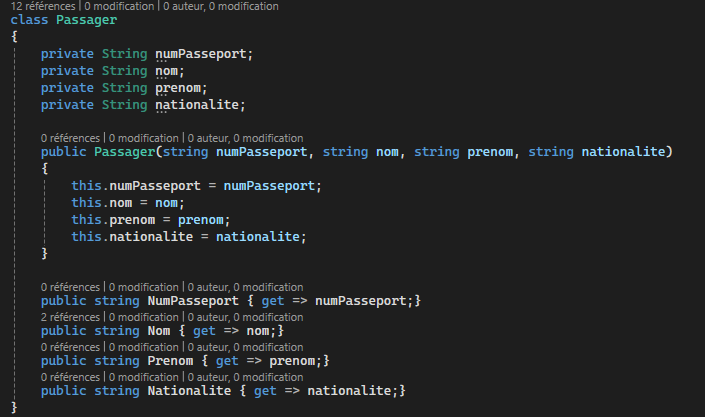 12 références | 0 modification | 0 auteur, 0 modification
class Passager
{
private String numPasseport;
private String nom;
private String prenom;
private String nationalite;
0 références | 0 modification | 0 auteur, 0 modification
public Passager(string numPasseport, string nom, string prenom, string nationalite)
{
this.numPasseport = numPasseport;
this.nom = nom;
this.prenom = prenom;
this.nationalite = nationalite;
}
0 références | 0 modification | 0 auteur, 0 modification
public string NumPasseport { get => numPasseport;}
2 références | 0 modification | 0 auteur, 0 modification
public string Nom { get => nom;}
0 références | 0 modification | 0 auteur, 0 modification
public string Prenom { get => prenom;}
0 références | 0 modification | 0 auteur, 0 modification
public string Nationalite { get => nationalite;}
}